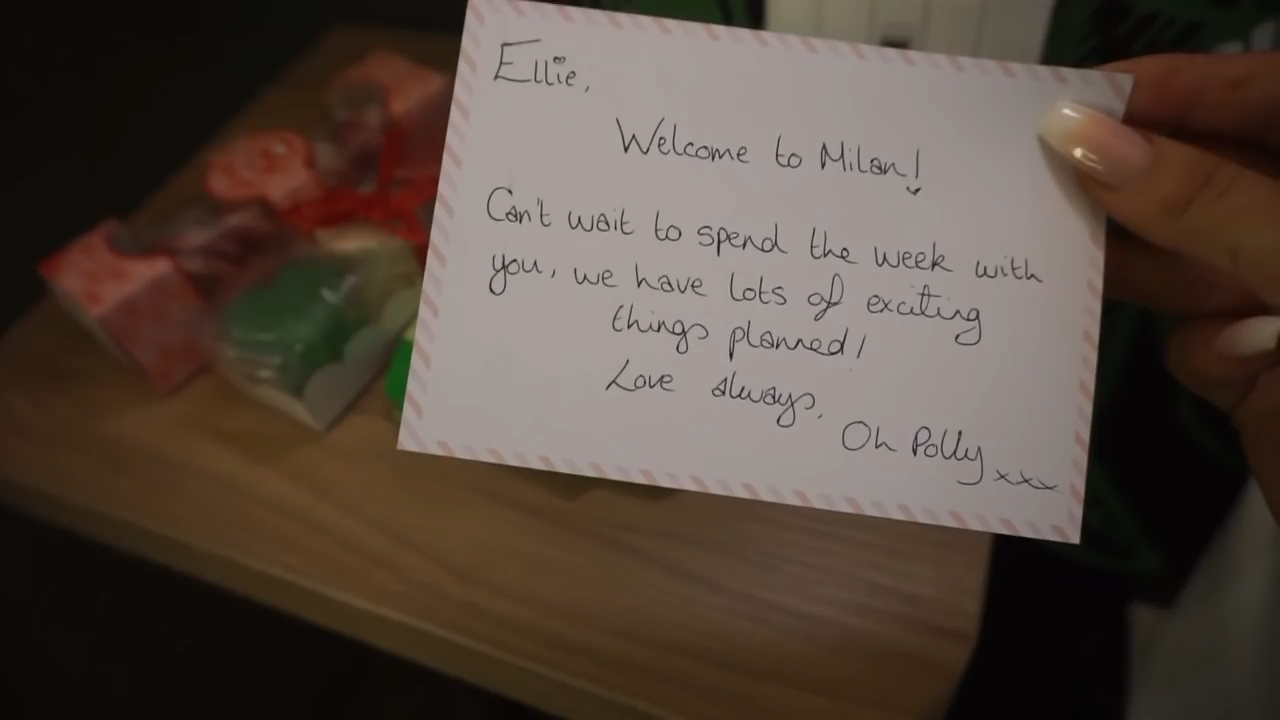 Ellie,
Welcome to Milan!
Can't wait to spend the week with
you, we have lots of exciting
things planned!
Love always,
Oh Polly xxx